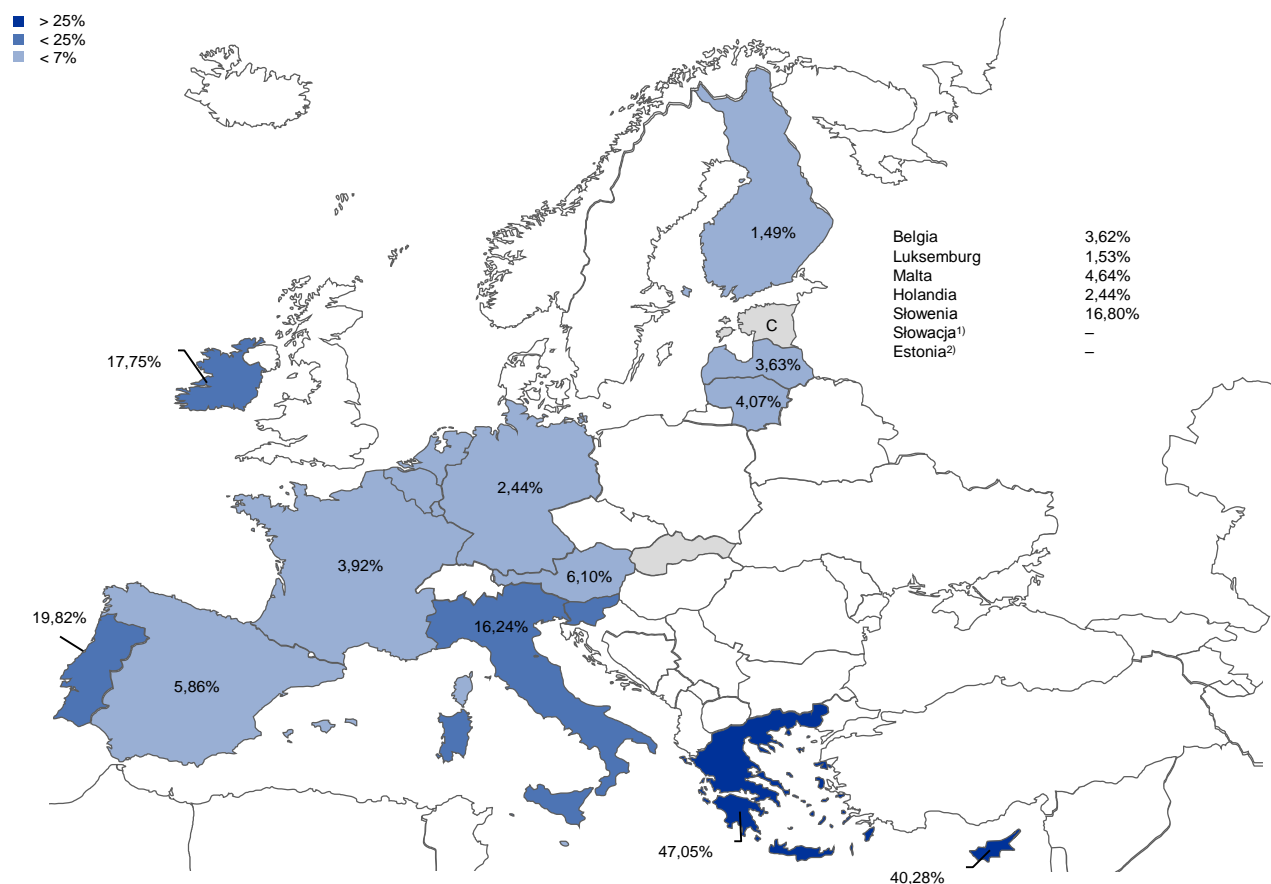 > 25%
< 25%
< 7%
1,49%
Belgia 3,62%
Luksemburg 1,53%
Malta 4,64%
Holandia 2,44%
Słowenia 16,80%
Słowacja1) –
Estonia2) –
C
17,75%
3,63%
4,07%
2,44%
3,92%
6,10%
19,82%
16,24%
5,86%
47,05%
40,28%